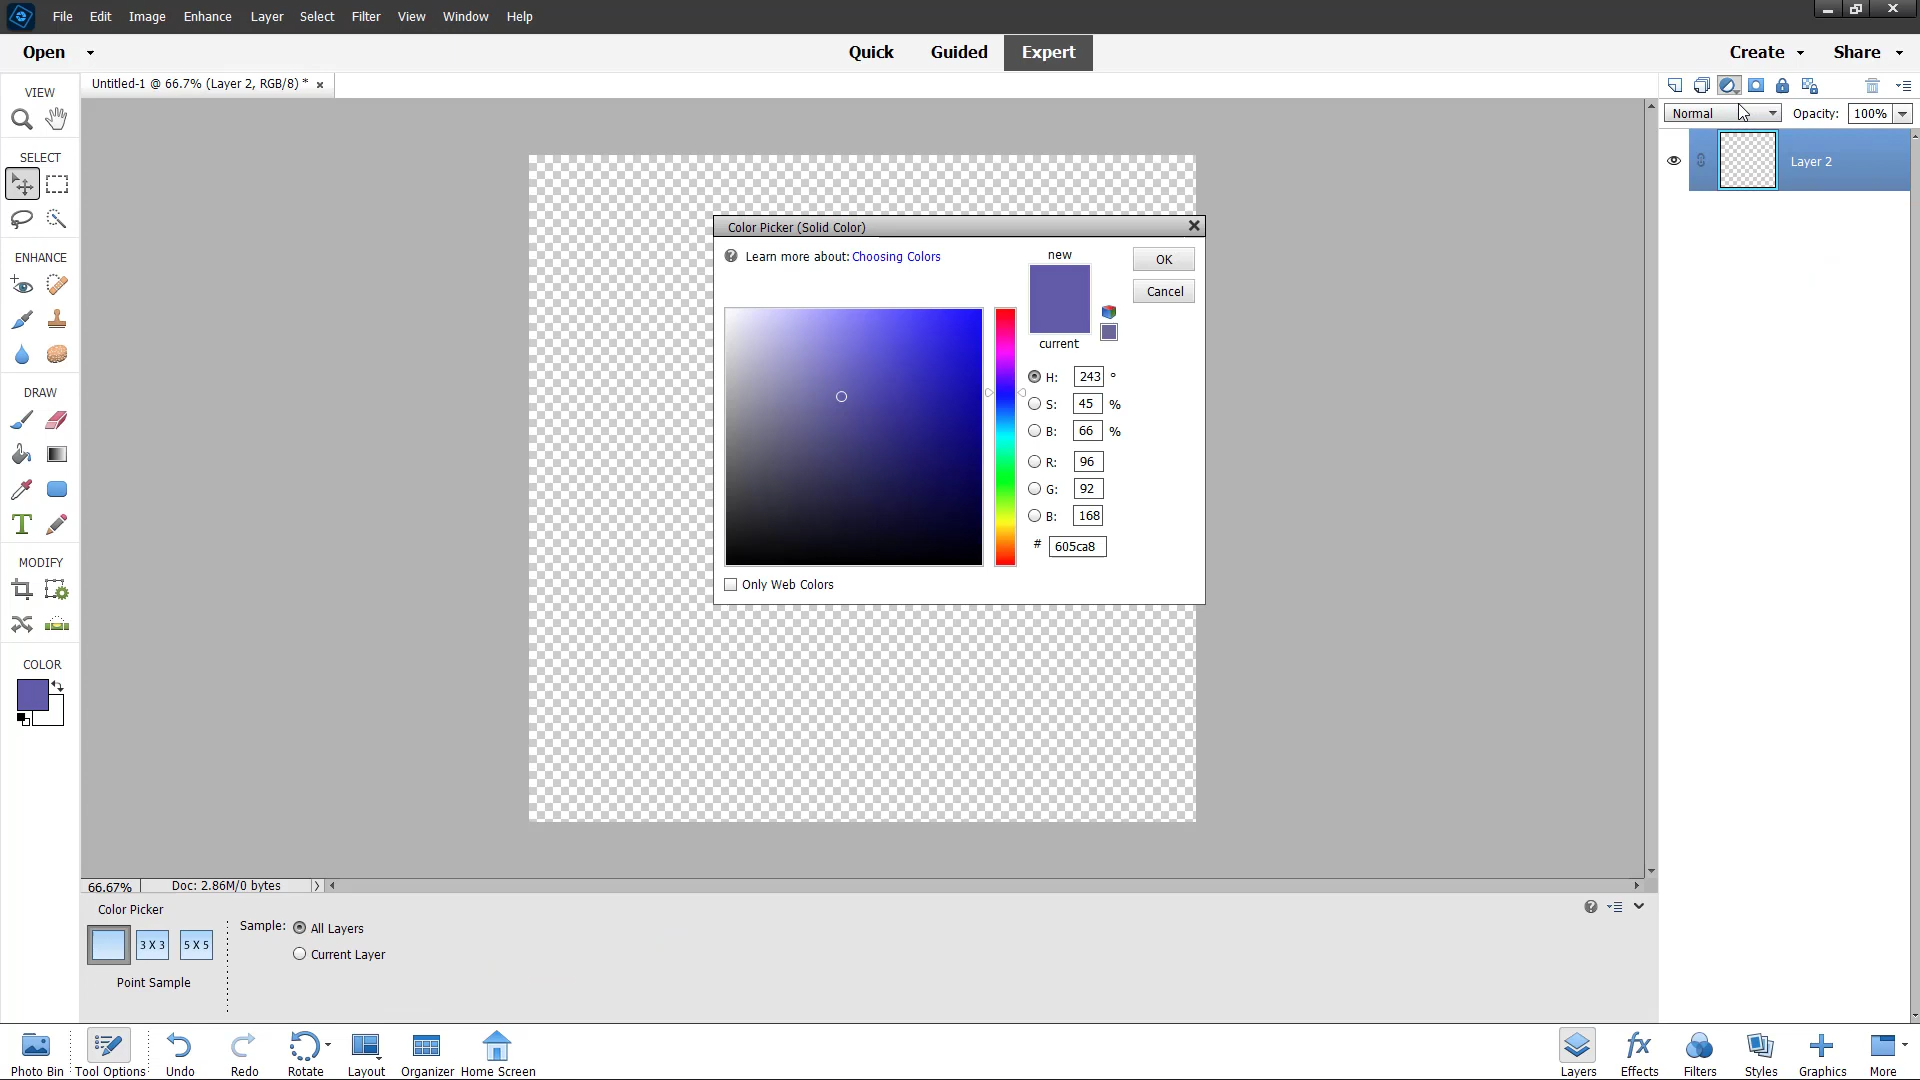 File Edit Image Enhance Layer Select Filter View Window Help
Open Quick Guided Expert Create Share
VIEW
Untitled-1 @ 66.7% (Layer 2, RGB/8) * x
Normal Opacity: 100%
SELECT
Layer 2
Color Picker (Solid Color)
Learn more about: Choosing Colors
new
OK
Cancel
current
ENHANCE
H: 243 °
S: 45 %
B: 66 %
R: 96
G: 92
B: 168
# 605ca8
Only Web Colors
DRAW
T
MODIFY
COLOR
66.67% Doc: 2.86M/0 bytes
Color Picker
3 X 3 5 X 5
Point Sample
Sample: All Layers
Current Layer
Photo Bin Tool Options Undo Redo Rotate Layout Organizer Home Screen
fx
Layers Effects Filters Styles Graphics More